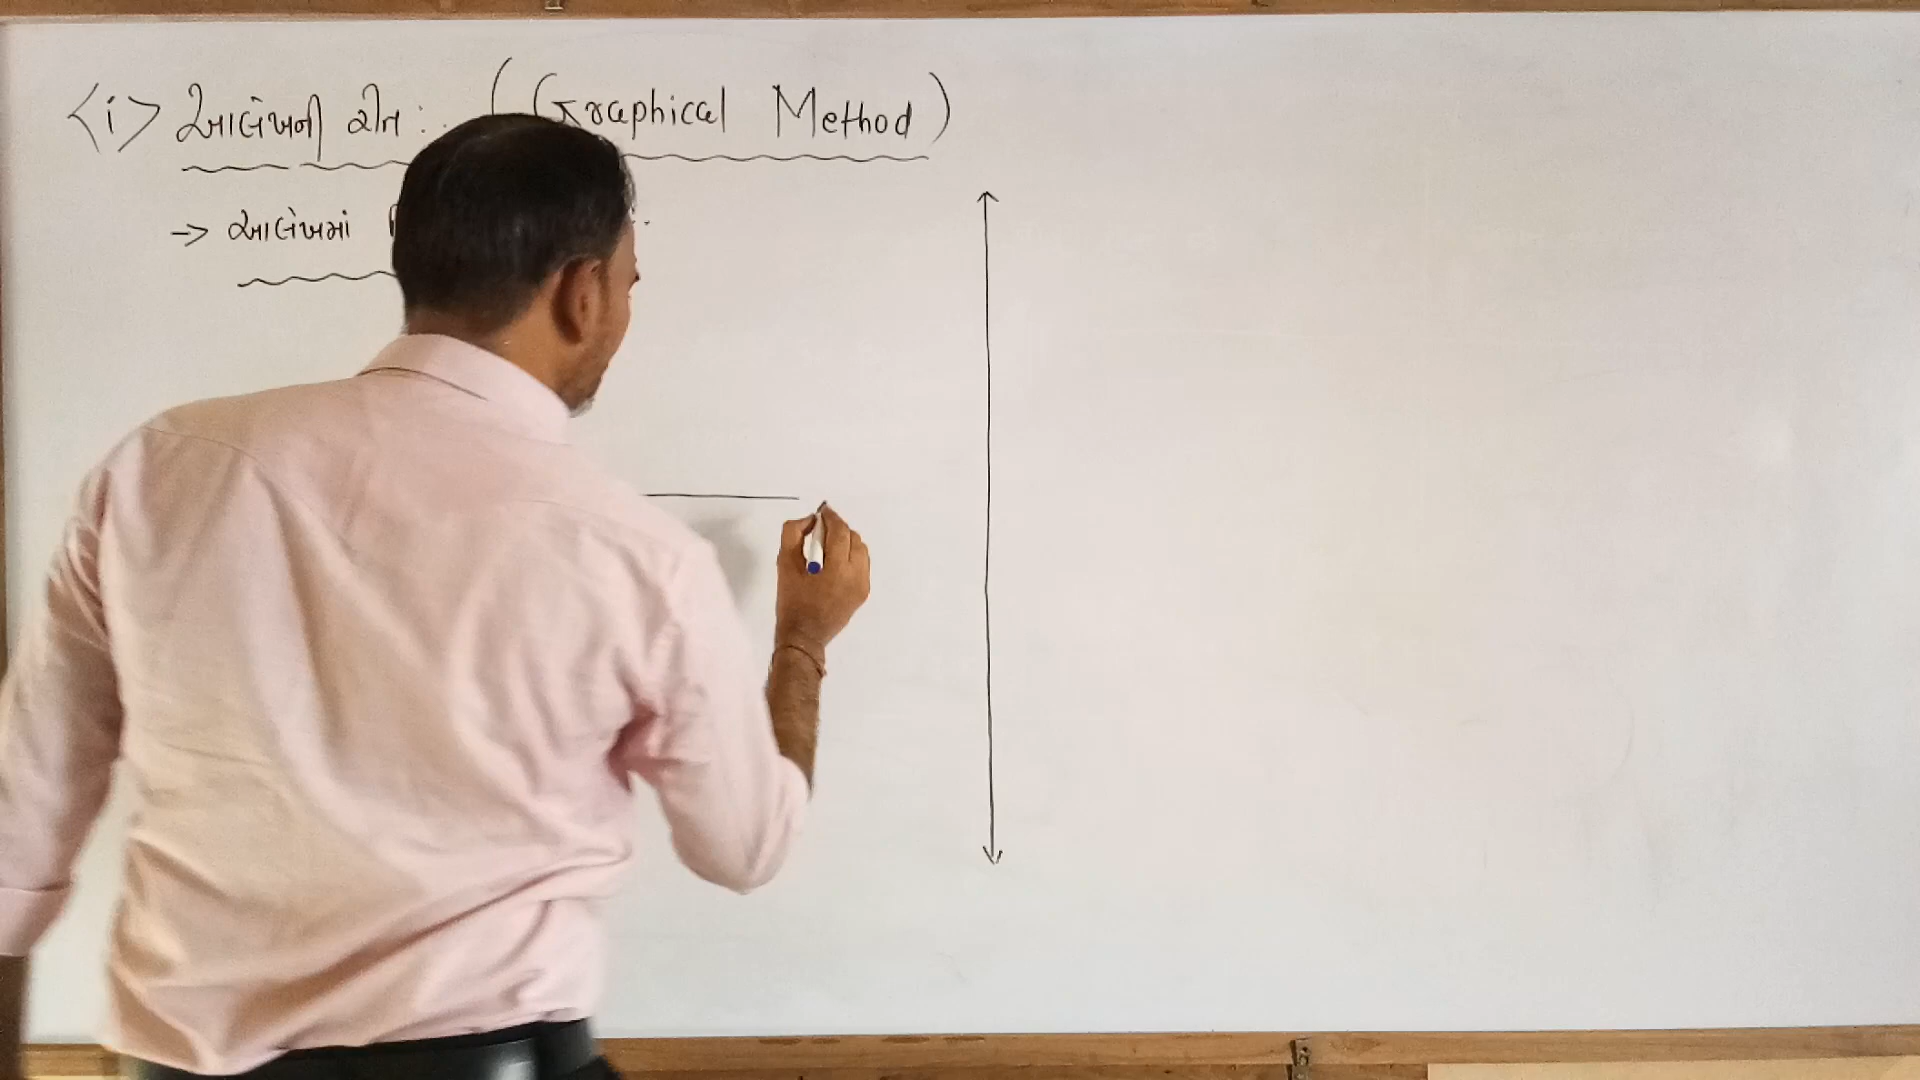 <i> આલેખની રીત : (Graphical Method)
→ આલેખમાં